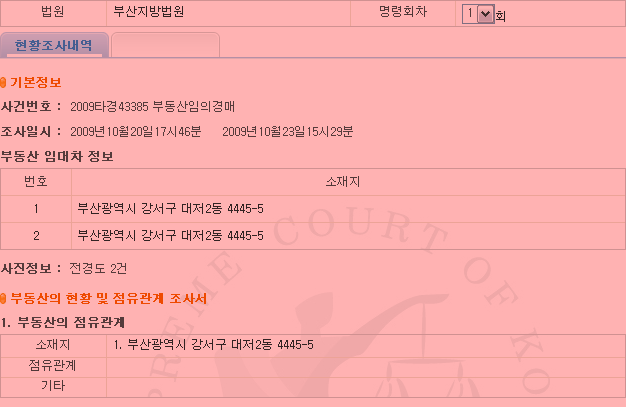 법원 부산지방법원 명령회차 1 회
현황조사내역
기본정보
사건번호 : 2009타경43385 부동산임의경매
조사일시 : 2009년10월20일17시46분 2009년10월23일15시29분
부동산 임대차 정보
번호 소재지
1 부산광역시 강서구 대저2동 4445-5
2 부산광역시 강서구 대저2동 4445-5
사진정보 : 전경도 2건
부동산의 현황 및 점유관계 조사서
1. 부동산의 점유관계
소재지 1. 부산광역시 강서구 대저2동 4445-5
점유관계
기타
PREME COURT OF KO